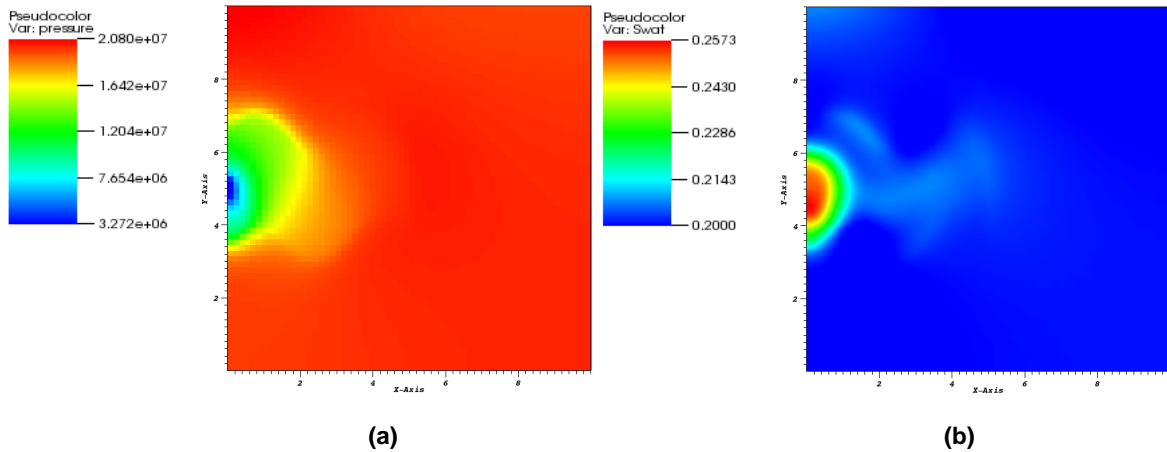 Pseudocolor
Var: pressure
2.080e+07
1.642e+07
1.204e+07
7.654e+06
3.272e+06
8
6
4
2
Y-Axis
2
4
6
8
X-Axis
(a)
Pseudocolor
Var: Swat
0.2573
0.2430
0.2286
0.2143
0.2000
8
6
4
2
Y-Axis
2
4
6
8
X-Axis
(b)